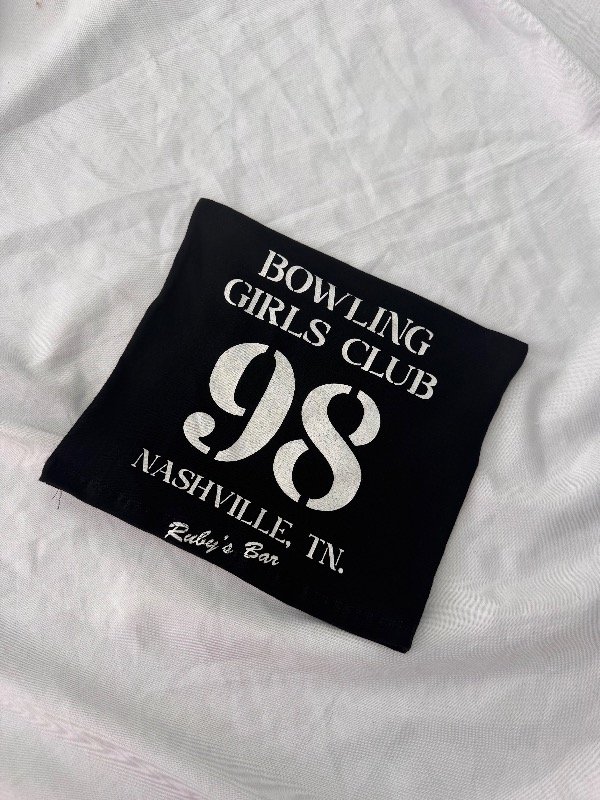 BOWLING
GIRLS CLUB
98
NASHVILLE, TN.
Ruby's Bar